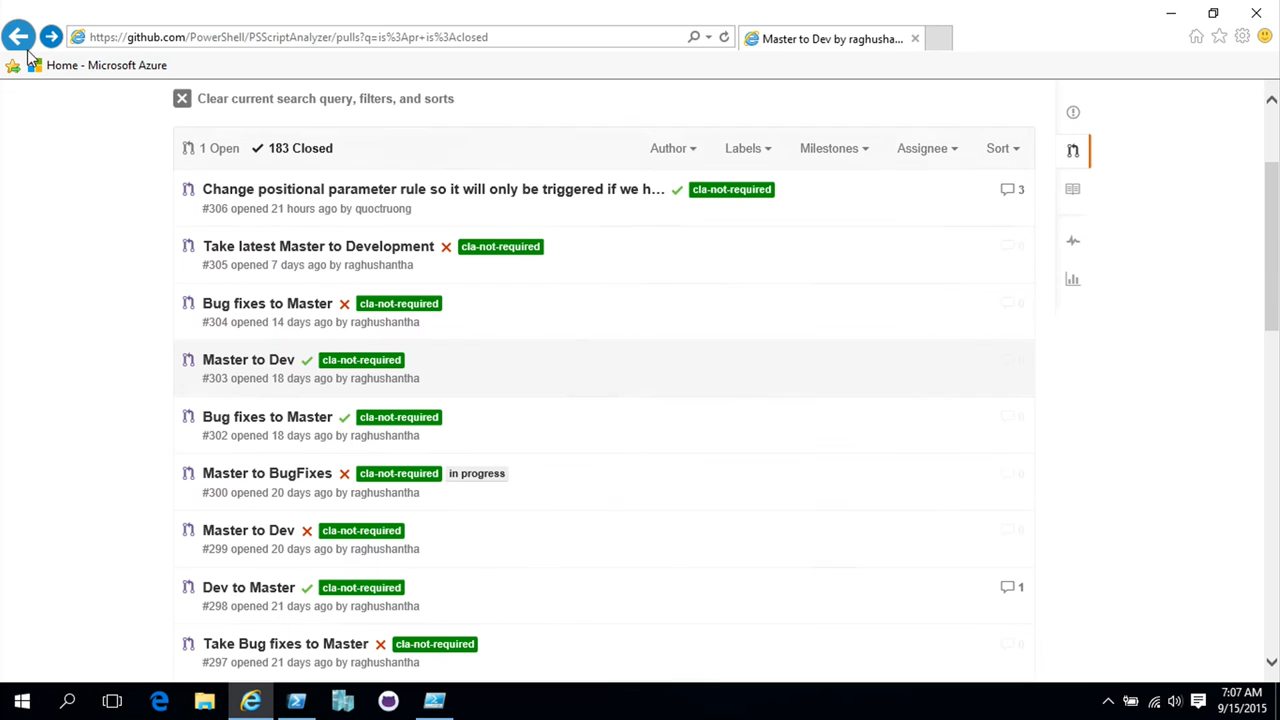 https://github.com/PowerShell/PSScriptAnalyzer/pulls?q=is%3Apr+is%3Aclosed
Master to Dev by raghusha...
Home - Microsoft Azure
Clear current search query, filters, and sorts
1 Open 183 Closed Author Labels Milestones Assignee Sort
Change positional parameter rule so it will only be triggered if we h... cla-not-required 3
#306 opened 21 hours ago by quoctruong
Take latest Master to Development cla-not-required 0
#305 opened 7 days ago by raghushantha
Bug fixes to Master cla-not-required 0
#304 opened 14 days ago by raghushantha
Master to Dev cla-not-required
#303 opened 18 days ago by raghushantha
Bug fixes to Master cla-not-required 0
#302 opened 18 days ago by raghushantha
Master to BugFixes cla-not-required in progress 0
#300 opened 20 days ago by raghushantha
Master to Dev cla-not-required 0
#299 opened 20 days ago by raghushantha
Dev to Master cla-not-required 1
#298 opened 21 days ago by raghushantha
Take Bug fixes to Master cla-not-required 0
#297 opened 21 days ago by raghushantha
7:07 AM
9/15/2015